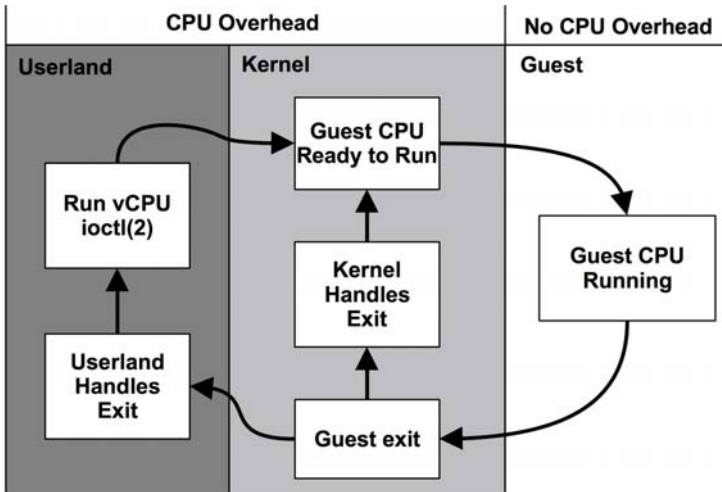 CPU Overhead
No CPU Overhead
Userland
Kernel
Guest
Guest CPU
Ready to Run
Run vCPU
ioctl(2)
Guest CPU
Running
Kernel
Handles
Exit
Userland
Handles
Exit
Guest exit